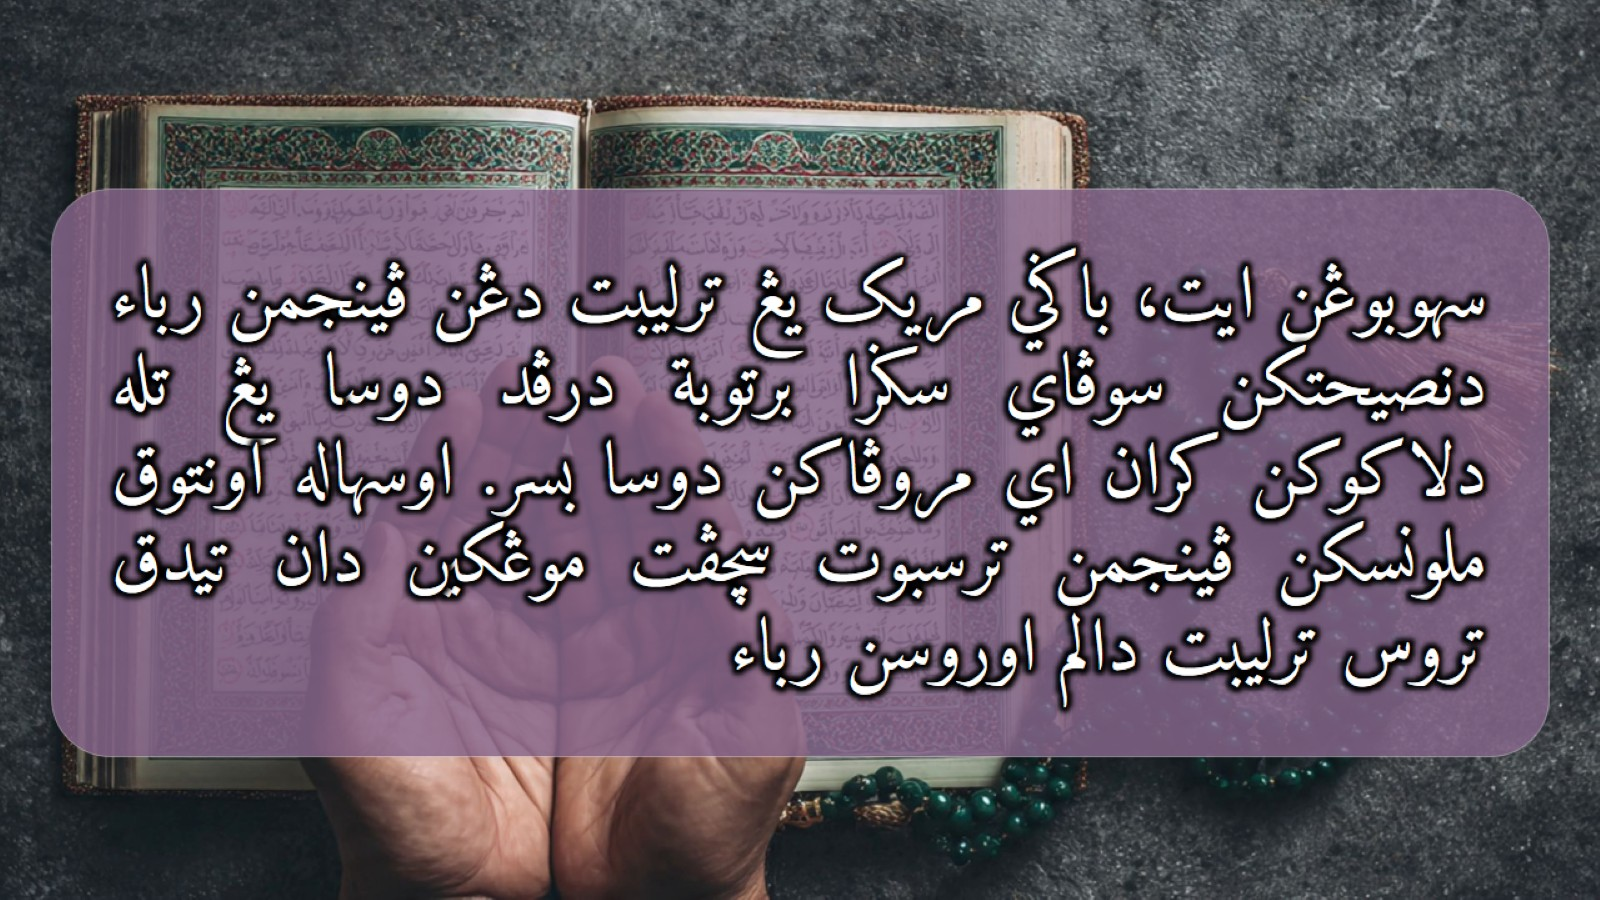 سهوبوڠن ايت، باݢي مريک يڠ ترليبت دڠن ڤينجمن رباء
دنصيحتکن سوڤاي سݢرا برتوبة درڤد دوسا يڠ تله
دلاکوکن کران اي مروڤاکن دوسا بسر. اوسهاله اونتوق
ملونسکن ڤينجمن ترسبوت سچڤت موڠکين دان تيدق
تروس ترليبت دالم اوروسن رباء